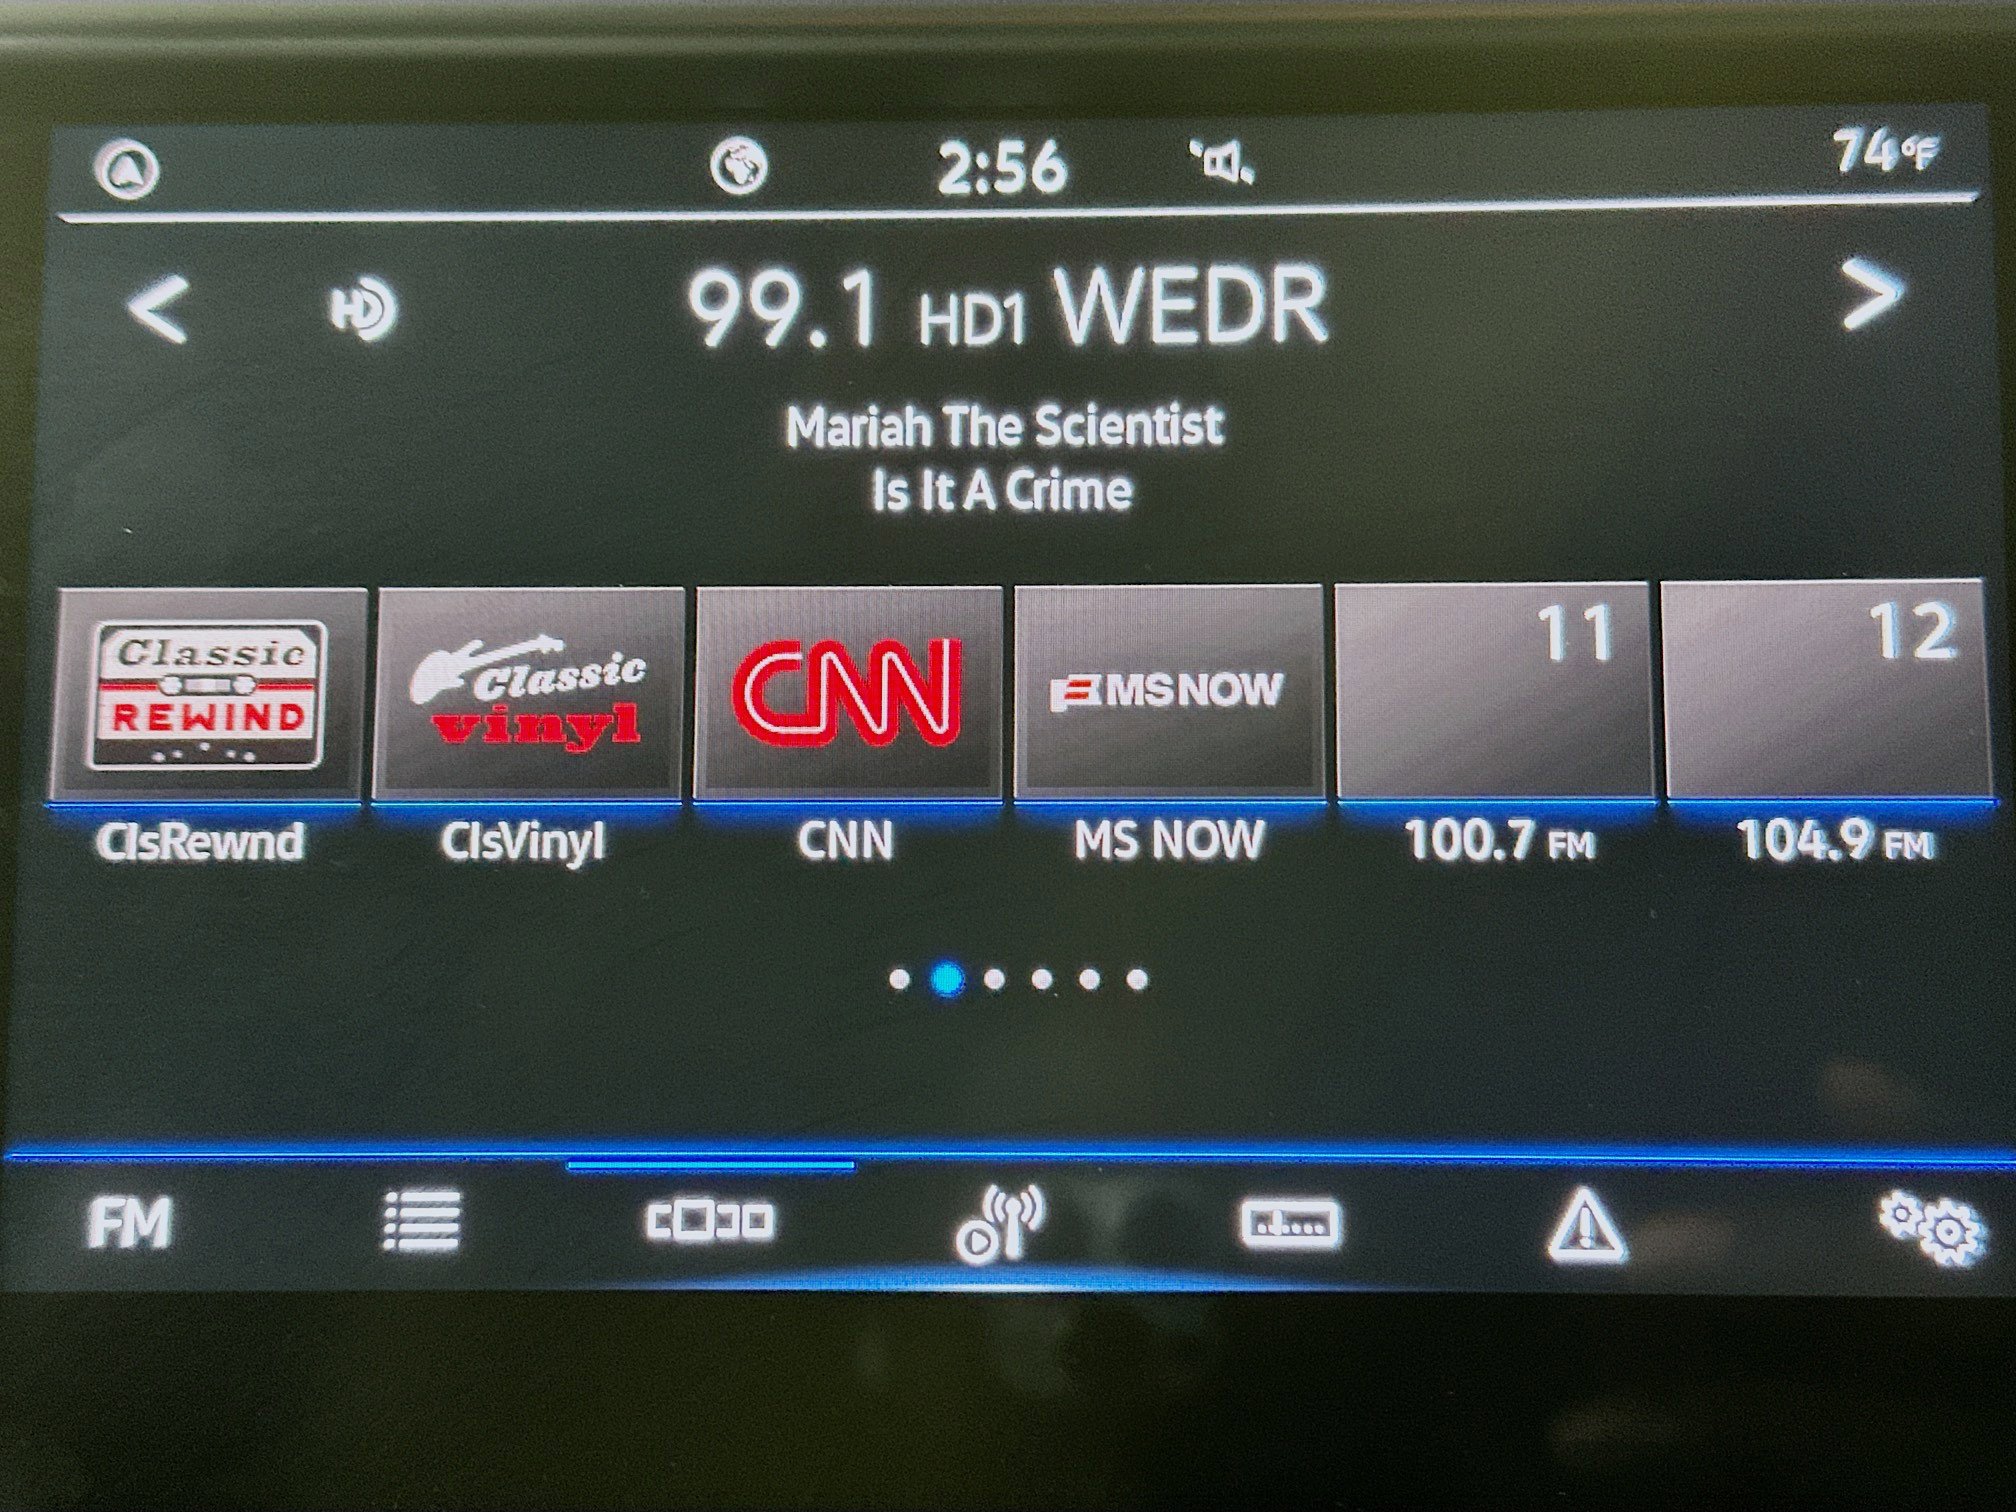 2:56
74°F
HD
99.1 HD1 WEDR
Mariah The Scientist
Is It A Crime
Classic
REWIND
Classic
vinyl
CNN
MS NOW
11
12
ClsRewnd
ClsVinyl
CNN
MS NOW
100.7 FM
104.9 FM
FM